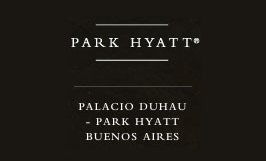 PARK HYATT®
PALACIO DUHAU
- PARK HYATT
BUENOS AIRES